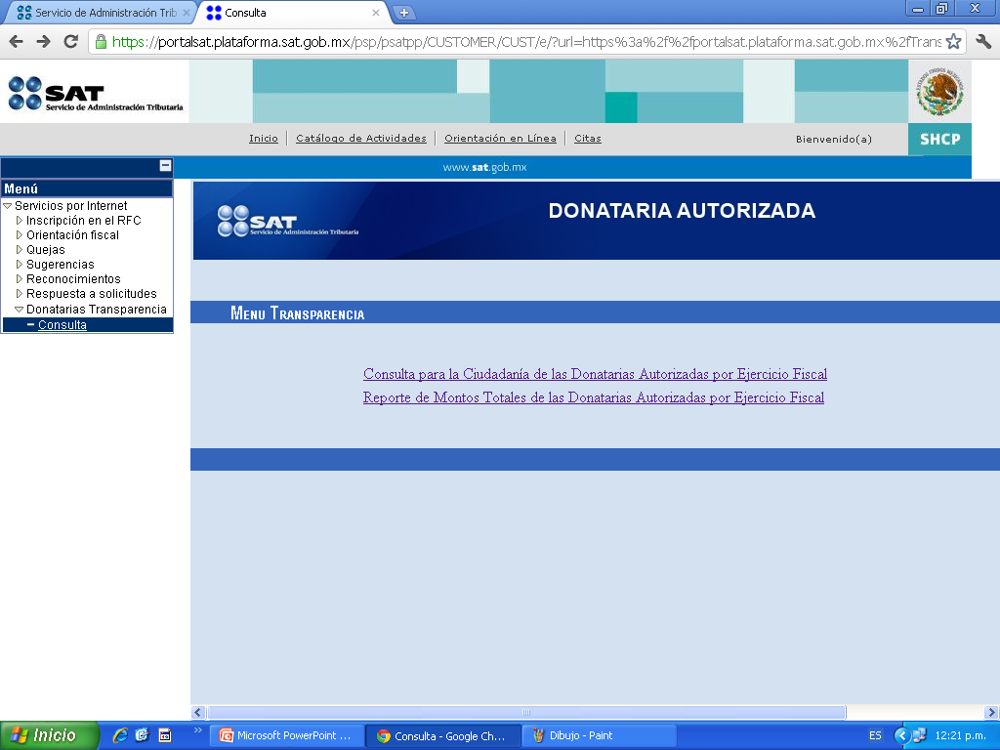 Servicio de Administración Trib
Consulta
https://portalsat.plataforma.sat.gob.mx/psp/psatpp/CUSTOMER/CUST/e/?url=https%3a%2f%2fportalsat.plataforma.sat.gob.mx%2fTrans
SAT
Servicio de Administración Tributaria
Inicio
Catálogo de Actividades
Orientación en Línea
Citas
Bienvenido(a)
SHCP
www.sat.gob.mx
Menú
Servicios por Internet
Inscripción en el RFC
Orientación fiscal
Quejas
Sugerencias
Reconocimientos
Respuesta a solicitudes
Donatarias Transparencia
Consulta
SAT
Servicio de Administración Tributaria
DONATARIA AUTORIZADA
Menu Transparencia
Consulta para la Ciudadanía de las Donatarias Autorizadas por Ejercicio Fiscal
Reporte de Montos Totales de las Donatarias Autorizadas por Ejercicio Fiscal
Inicio
Microsoft PowerPoint ...
Consulta - Google Ch...
Dibujo - Paint
ES
12:21 p.m.